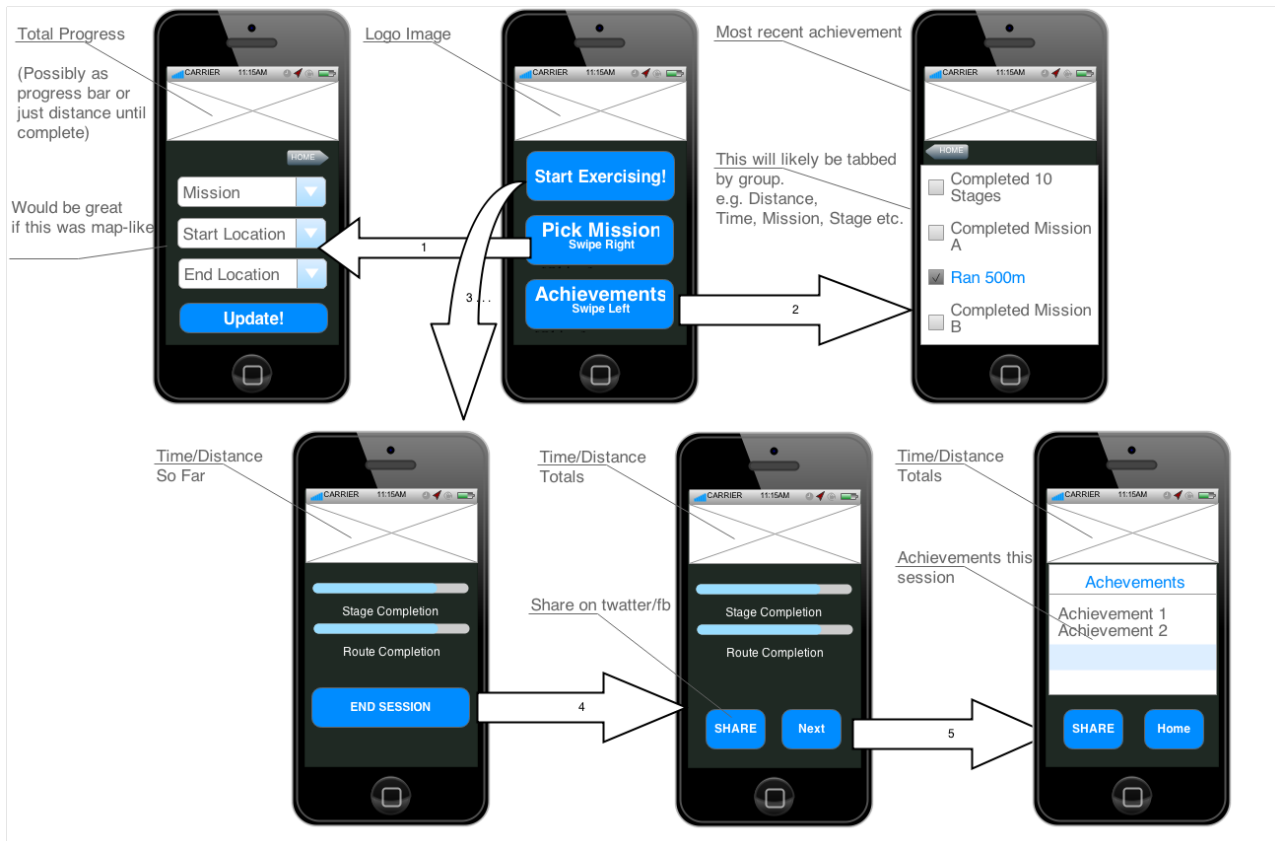 Total Progress
(Possibly as
progress bar or
just distance until
complete)
Would be great
if this was map-like
CARRIER 11:15AM
HOME
Mission
Start Location
End Location
Update!
1
Logo Image
CARRIER 11:15AM
Start Exercising!
Pick Mission
Swipe Right
Achievements
Swipe Left
3 . . .
2
Most recent achievement
This will likely be tabbed
by group.
e.g. Distance,
Time, Mission, Stage etc.
CARRIER 11:15AM
HOME
Completed 10
Stages
Completed Mission
A
Ran 500m
Completed Mission
B
Time/Distance
So Far
CARRIER 11:15AM
Stage Completion
Route Completion
END SESSION
4
Time/Distance
Totals
Share on twatter/fb
CARRIER 11:15AM
Stage Completion
Route Completion
SHARE
Next
5
Time/Distance
Totals
Achievements this
session
CARRIER 11:15AM
Achevements
Achievement 1
Achievement 2
SHARE
Home